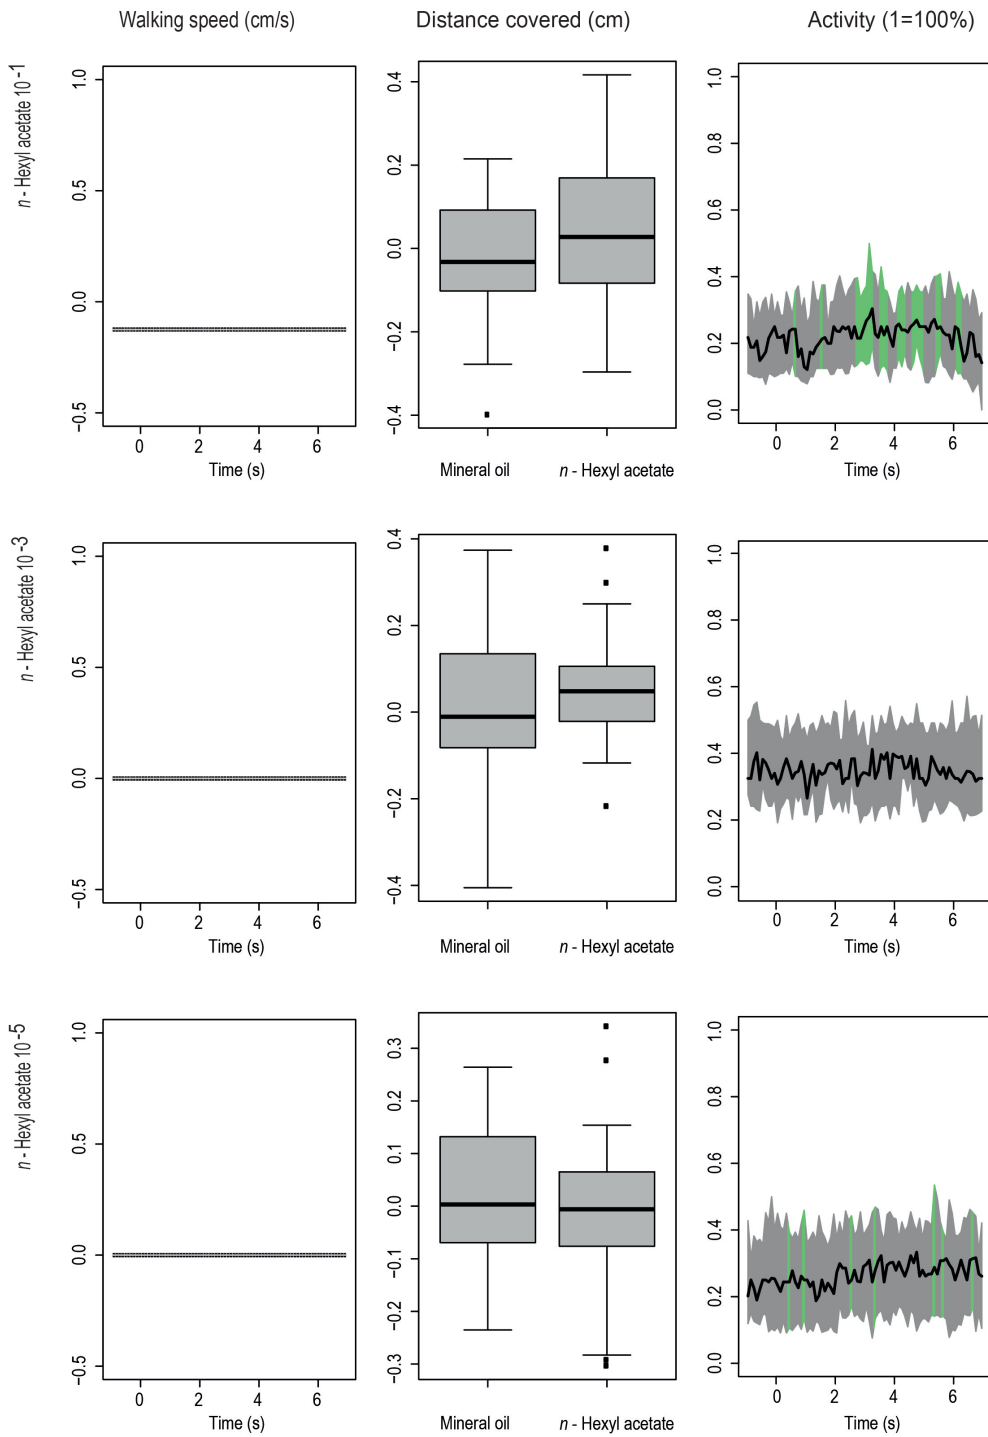 Walking speed (cm/s)
Distance covered (cm)
Activity (1=100%)
n - Hexyl acetate 10-1
1.0
0.5
0.0
−0.5
0 2 4 6
Time (s)
0.4
0.2
0.0
−0.2
−0.4
Mineral oil n - Hexyl acetate
1.0
0.8
0.6
0.4
0.2
0.0
0 2 4 6
Time (s)
n - Hexyl acetate 10-3
1.0
0.5
0.0
−0.5
0 2 4 6
Time (s)
0.4
0.2
0.0
−0.2
−0.4
Mineral oil n - Hexyl acetate
1.0
0.8
0.6
0.4
0.2
0.0
0 2 4 6
Time (s)
n - Hexyl acetate 10-5
1.0
0.5
0.0
−0.5
0 2 4 6
Time (s)
0.3
0.2
0.1
0.0
−0.1
−0.2
−0.3
Mineral oil n - Hexyl acetate
1.0
0.8
0.6
0.4
0.2
0.0
0 2 4 6
Time (s)